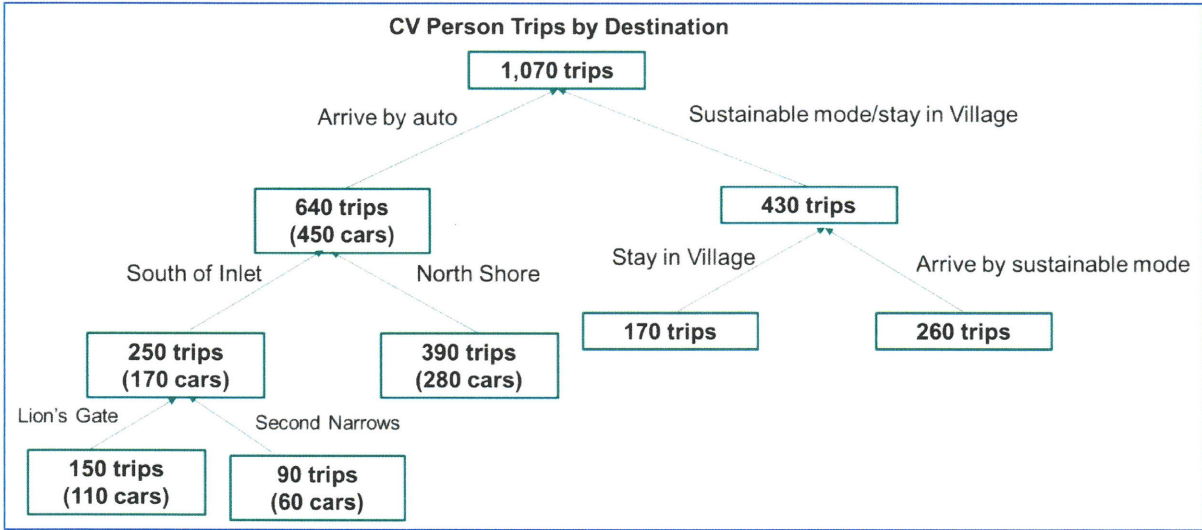 CV Person Trips by Destination
1,070 trips
Arrive by auto
Sustainable mode/stay in Village
640 trips
(450 cars)
430 trips
South of Inlet
North Shore
Stay in Village
Arrive by sustainable mode
250 trips
(170 cars)
390 trips
(280 cars)
170 trips
260 trips
Lion's Gate
Second Narrows
150 trips
(110 cars)
90 trips
(60 cars)